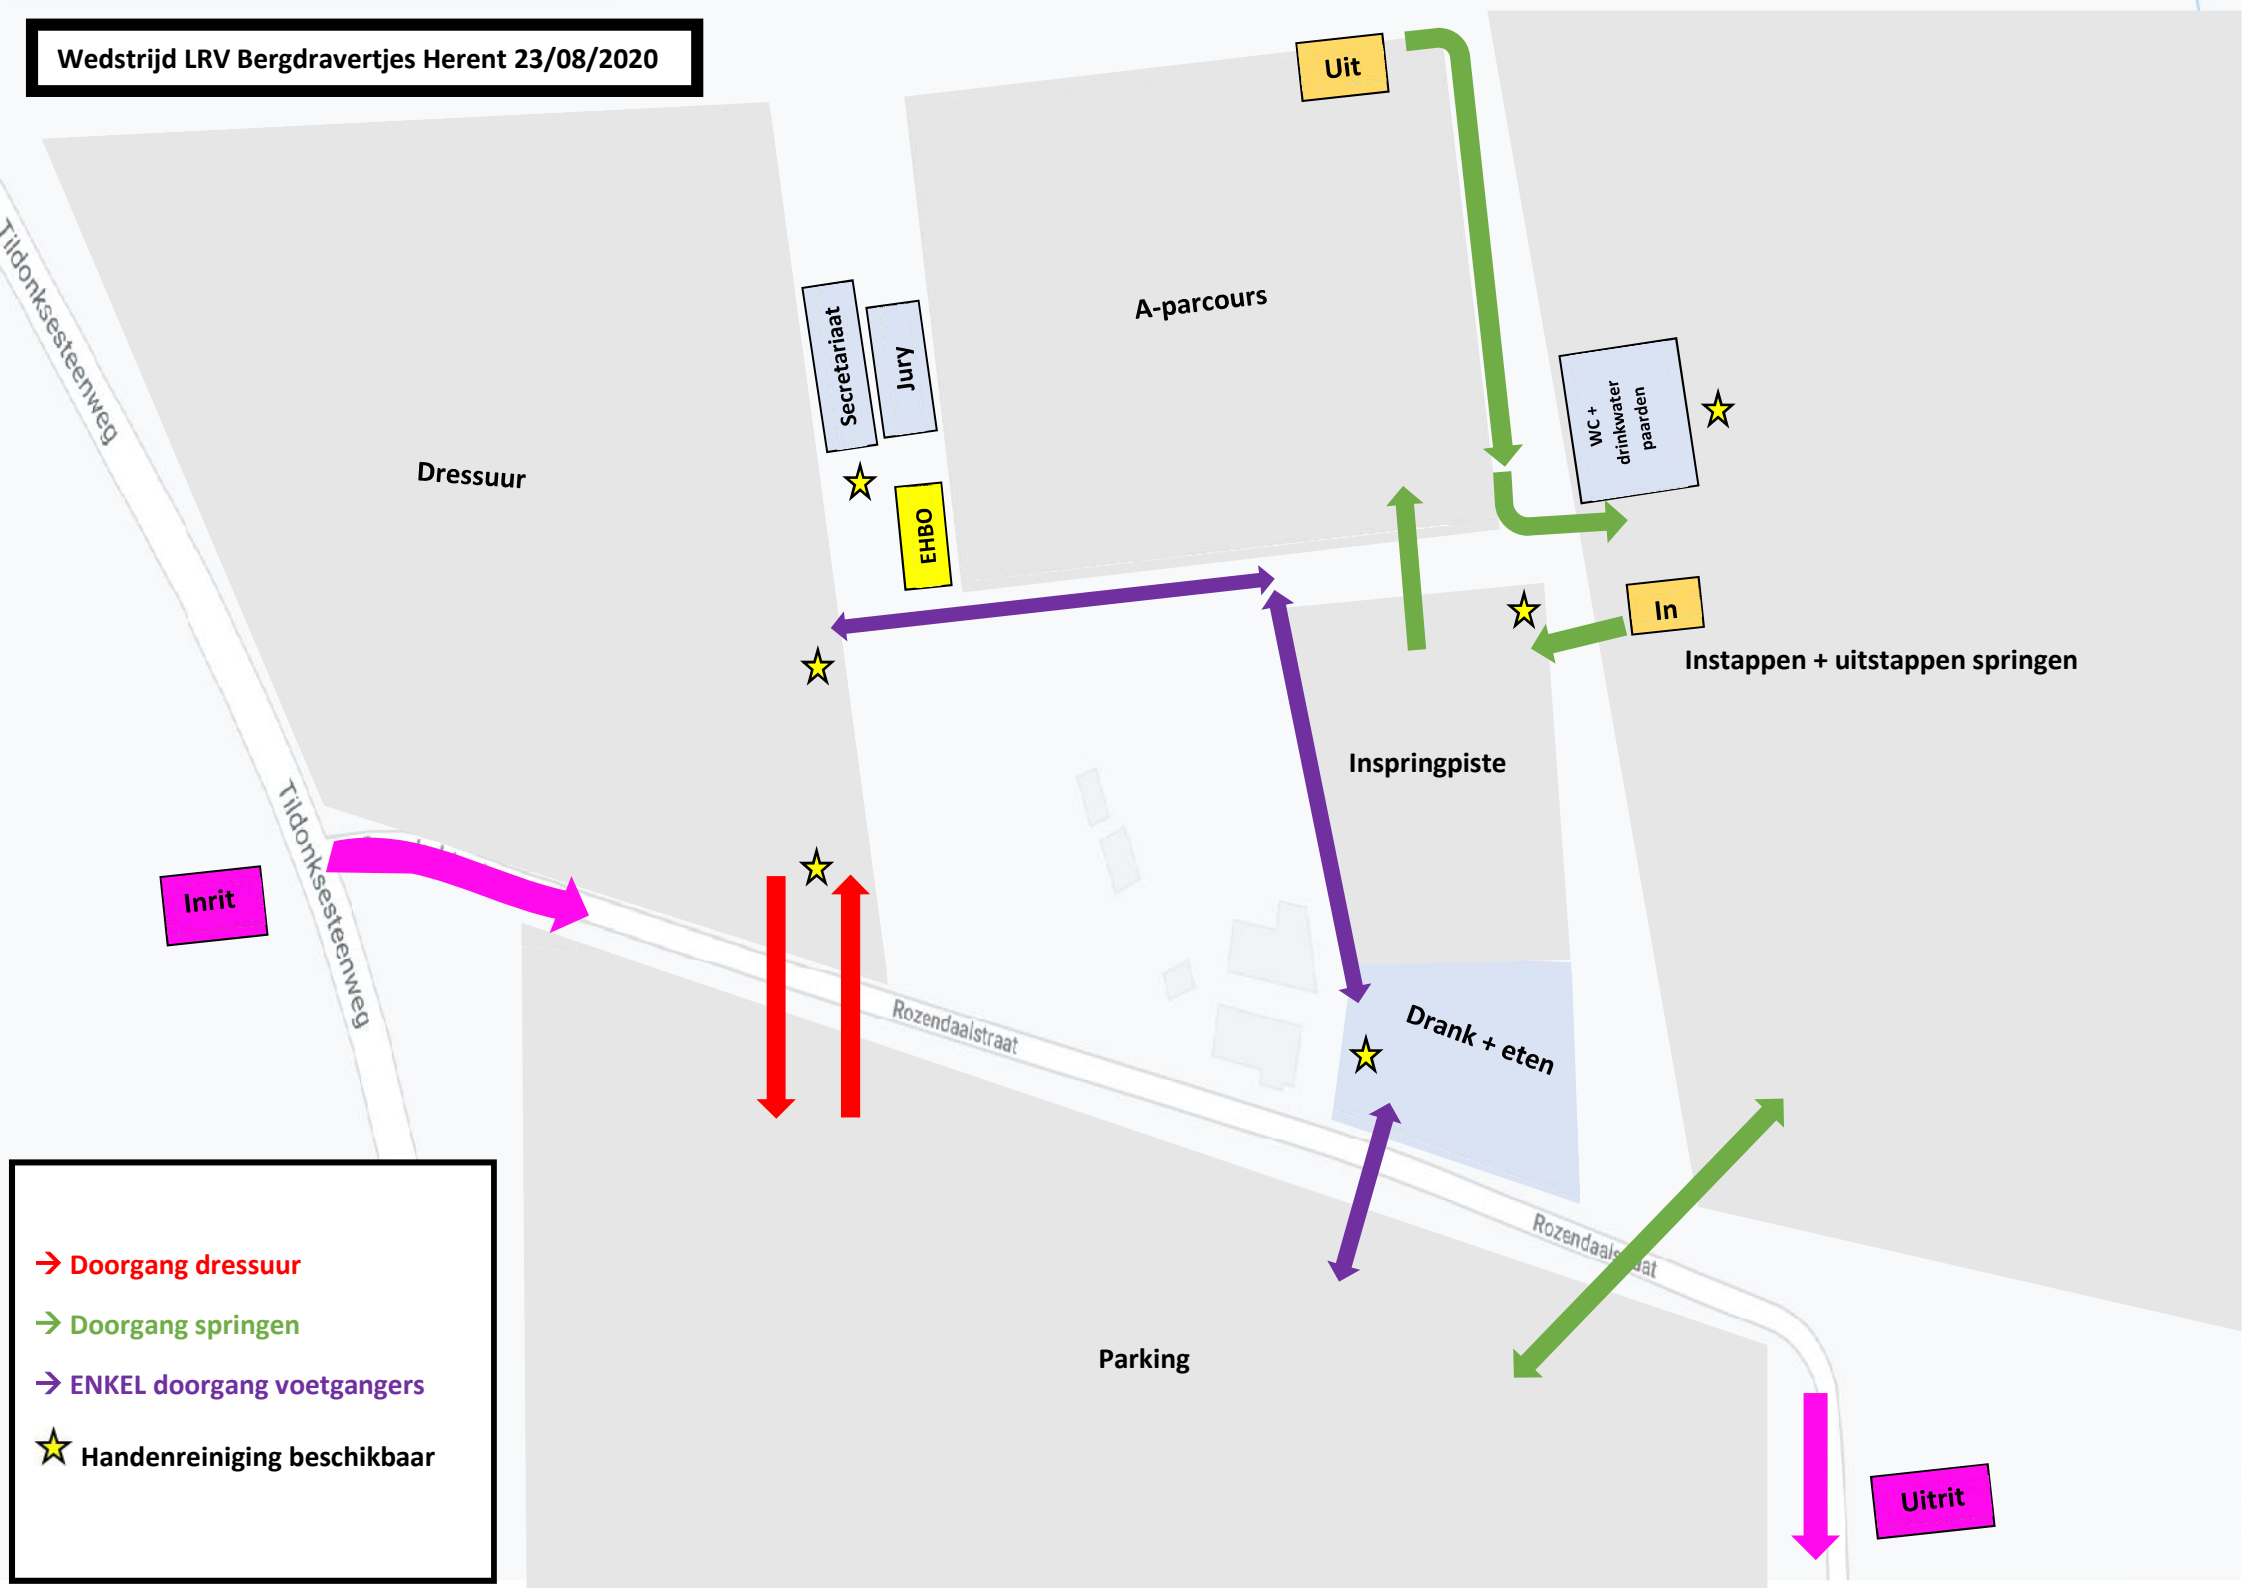 Wedstrijd LRV Bergdravertjes Herent 23/08/2020
Uit
Tildonksesteenweg
Secretariaat
Jury
A-parcours
WC +
drinkwater
paarden
Dressuur
EHBO
In
Instappen + uitstappen springen
Inspringpiste
Tildonksesteenweg
Inrit
Rozendaalstraat
Drank + eten
Rozendaalstraat
Parking
Uitrit
→ Doorgang dressuur
→ Doorgang springen
→ ENKEL doorgang voetgangers
Handenreiniging beschikbaar